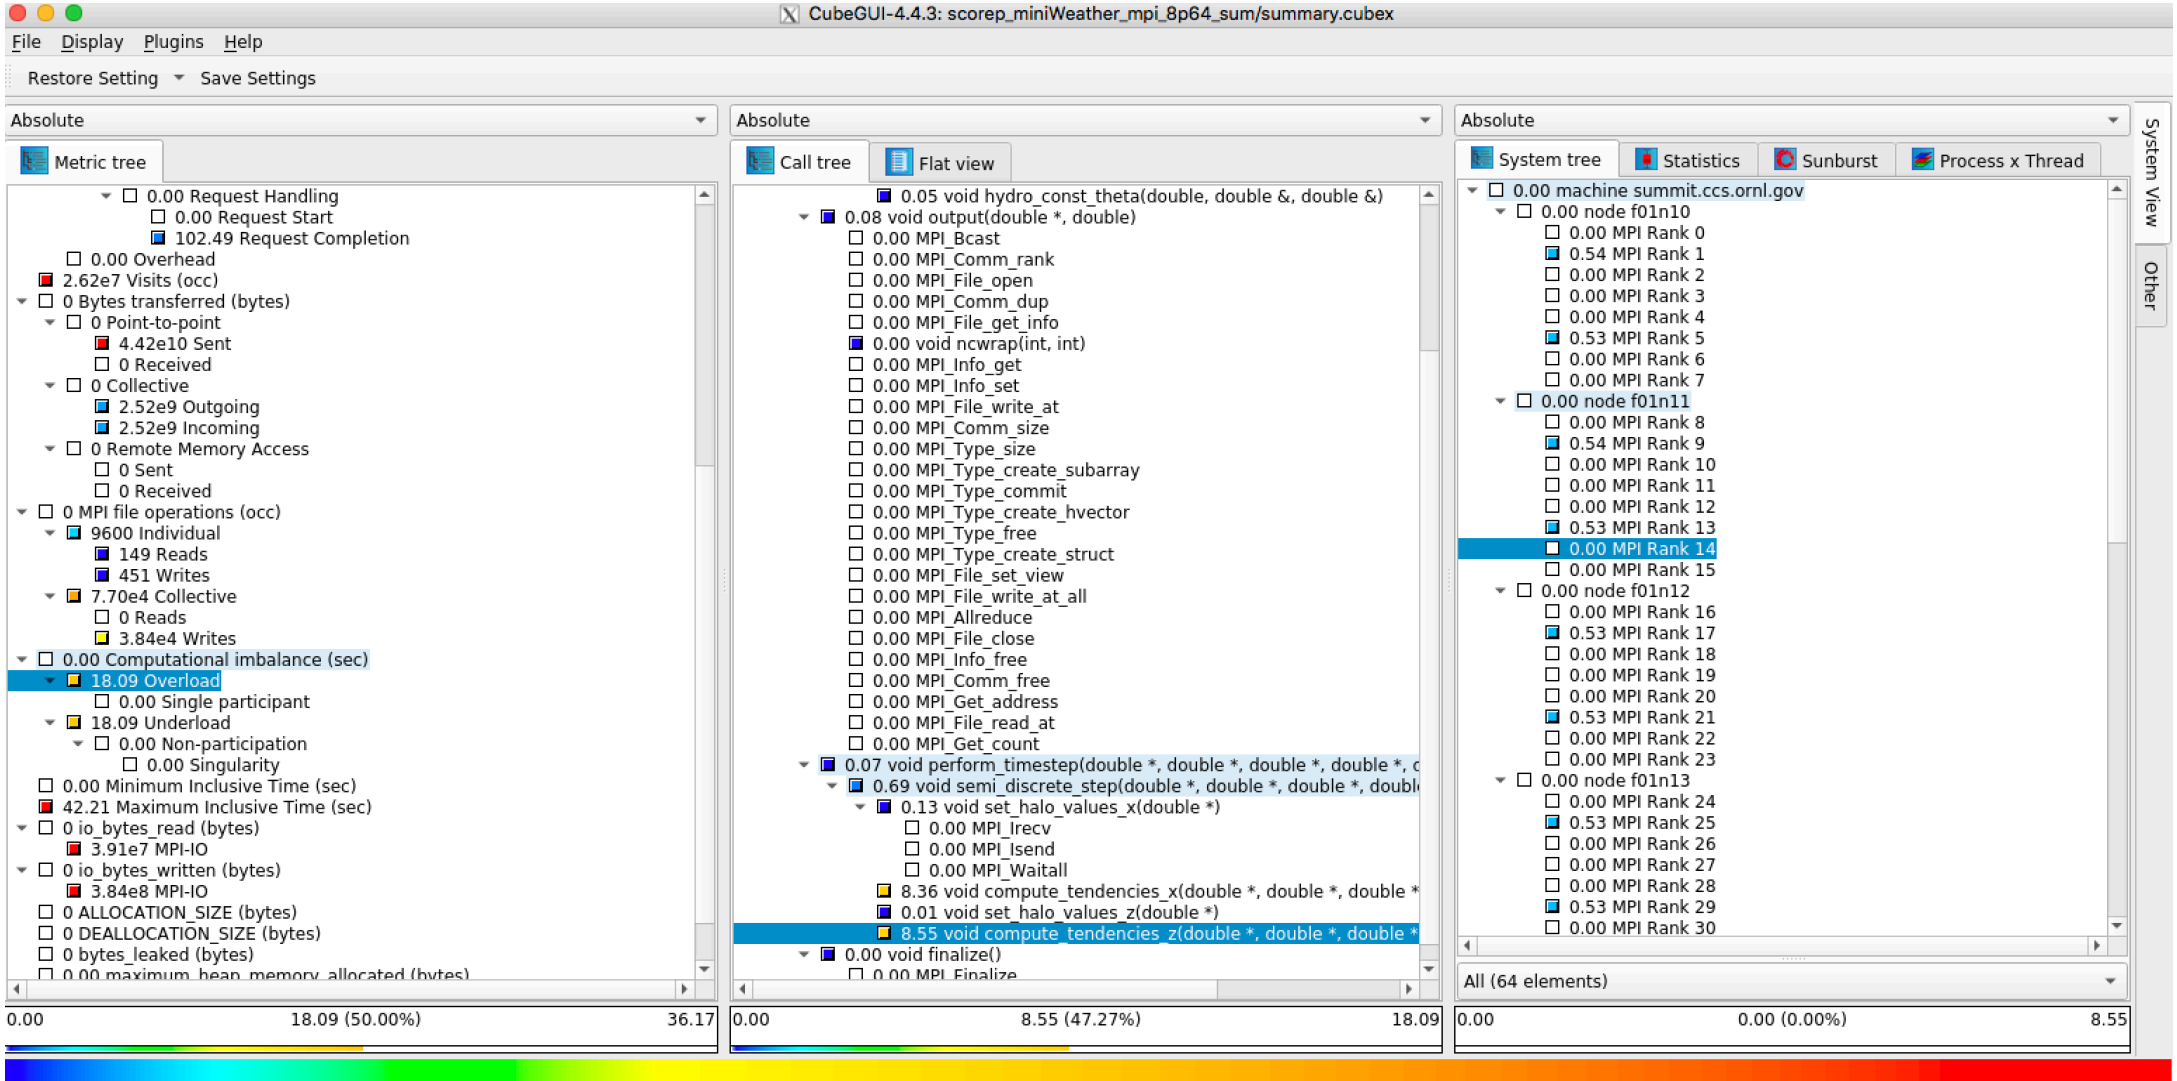 CubeGUI-4.4.3: scorep_miniWeather_mpi_8p64_sum/summary.cubex
File Display Plugins Help
Restore Setting Save Settings
Absolute
Metric tree
0.00 Request Handling
0.00 Request Start
102.49 Request Completion
0.00 Overhead
2.62e7 Visits (occ)
0 Bytes transferred (bytes)
0 Point-to-point
4.42e10 Sent
0 Received
0 Collective
2.52e9 Outgoing
2.52e9 Incoming
0 Remote Memory Access
0 Sent
0 Received
0 MPI file operations (occ)
9600 Individual
149 Reads
451 Writes
7.70e4 Collective
0 Reads
3.84e4 Writes
0.00 Computational imbalance (sec)
18.09 Overload
0.00 Single participant
18.09 Underload
0.00 Non-participation
0.00 Singularity
0.00 Minimum Inclusive Time (sec)
42.21 Maximum Inclusive Time (sec)
0 io_bytes_read (bytes)
3.91e7 MPI-IO
0 io_bytes_written (bytes)
3.84e8 MPI-IO
0 ALLOCATION_SIZE (bytes)
0 DEALLOCATION_SIZE (bytes)
0 bytes_leaked (bytes)
0.00 maximum_heap_memory_allocated (bytes)
0.00 18.09 (50.00%) 36.17
Absolute
Call tree Flat view
0.05 void hydro_const_theta(double, double &, double &)
0.08 void output(double *, double)
0.00 MPI_Bcast
0.00 MPI_Comm_rank
0.00 MPI_File_open
0.00 MPI_Comm_dup
0.00 MPI_File_get_info
0.00 void ncwrap(int, int)
0.00 MPI_Info_get
0.00 MPI_Info_set
0.00 MPI_File_write_at
0.00 MPI_Comm_size
0.00 MPI_Type_size
0.00 MPI_Type_create_subarray
0.00 MPI_Type_commit
0.00 MPI_Type_create_hvector
0.00 MPI_Type_free
0.00 MPI_Type_create_struct
0.00 MPI_File_set_view
0.00 MPI_File_write_at_all
0.00 MPI_Allreduce
0.00 MPI_File_close
0.00 MPI_Info_free
0.00 MPI_Comm_free
0.00 MPI_Get_address
0.00 MPI_File_read_at
0.00 MPI_Get_count
0.07 void perform_timestep(double *, double *, double *, double *, d
0.69 void semi_discrete_step(double *, double *, double *, doubl
0.13 void set_halo_values_x(double *)
0.00 MPI_Irecv
0.00 MPI_Isend
0.00 MPI_Waitall
8.36 void compute_tendencies_x(double *, double *, double *
0.01 void set_halo_values_z(double *)
8.55 void compute_tendencies_z(double *, double *, double *
0.00 void finalize()
0.00 MPI_Finalize
0.00 8.55 (47.27%) 18.09
Absolute
System tree Statistics Sunburst Process x Thread
0.00 machine summit.ccs.ornl.gov
0.00 node f01n10
0.00 MPI Rank 0
0.54 MPI Rank 1
0.00 MPI Rank 2
0.00 MPI Rank 3
0.00 MPI Rank 4
0.53 MPI Rank 5
0.00 MPI Rank 6
0.00 MPI Rank 7
0.00 node f01n11
0.00 MPI Rank 8
0.54 MPI Rank 9
0.00 MPI Rank 10
0.00 MPI Rank 11
0.00 MPI Rank 12
0.53 MPI Rank 13
0.00 MPI Rank 14
0.00 MPI Rank 15
0.00 node f01n12
0.00 MPI Rank 16
0.53 MPI Rank 17
0.00 MPI Rank 18
0.00 MPI Rank 19
0.00 MPI Rank 20
0.53 MPI Rank 21
0.00 MPI Rank 22
0.00 MPI Rank 23
0.00 node f01n13
0.00 MPI Rank 24
0.53 MPI Rank 25
0.00 MPI Rank 26
0.00 MPI Rank 27
0.00 MPI Rank 28
0.53 MPI Rank 29
0.00 MPI Rank 30
All (64 elements)
0.00 0.00 (0.00%) 8.55
System View
Other